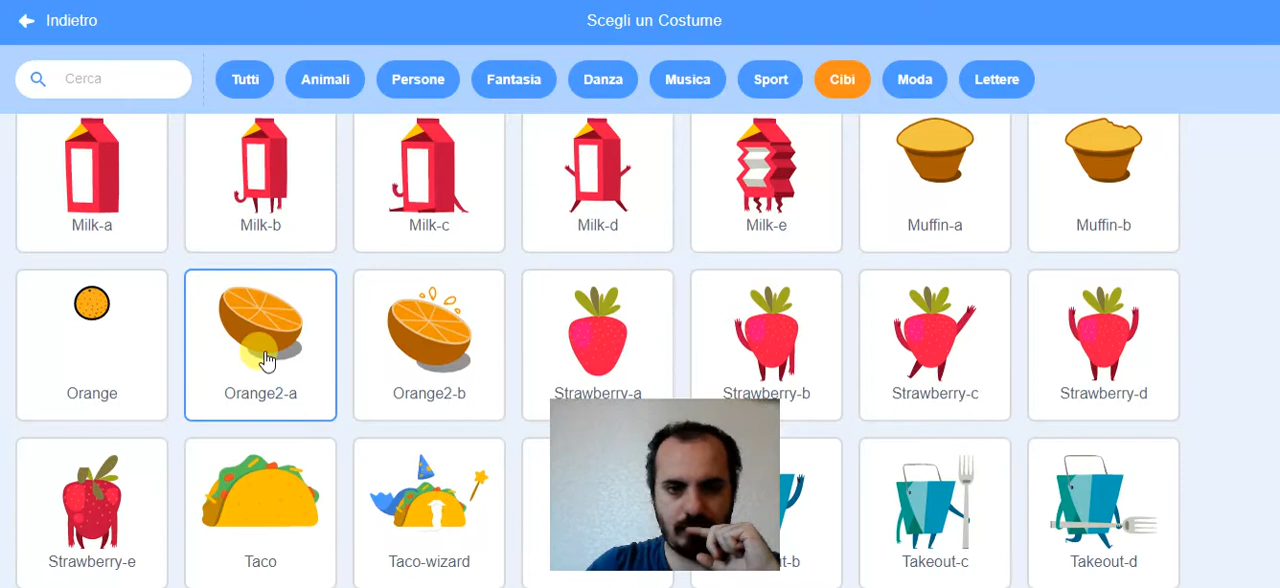 Indietro
Scegli un Costume
Cerca
Tutti
Animali
Persone
Fantasia
Danza
Musica
Sport
Cibi
Moda
Lettere
Milk-a
Milk-b
Milk-c
Milk-d
Milk-e
Muffin-a
Muffin-b
Orange
Orange2-a
Orange2-b
Strawberry-a
Strawberry-b
Strawberry-c
Strawberry-d
Strawberry-e
Taco
Taco-wizard
t-b
Takeout-c
Takeout-d